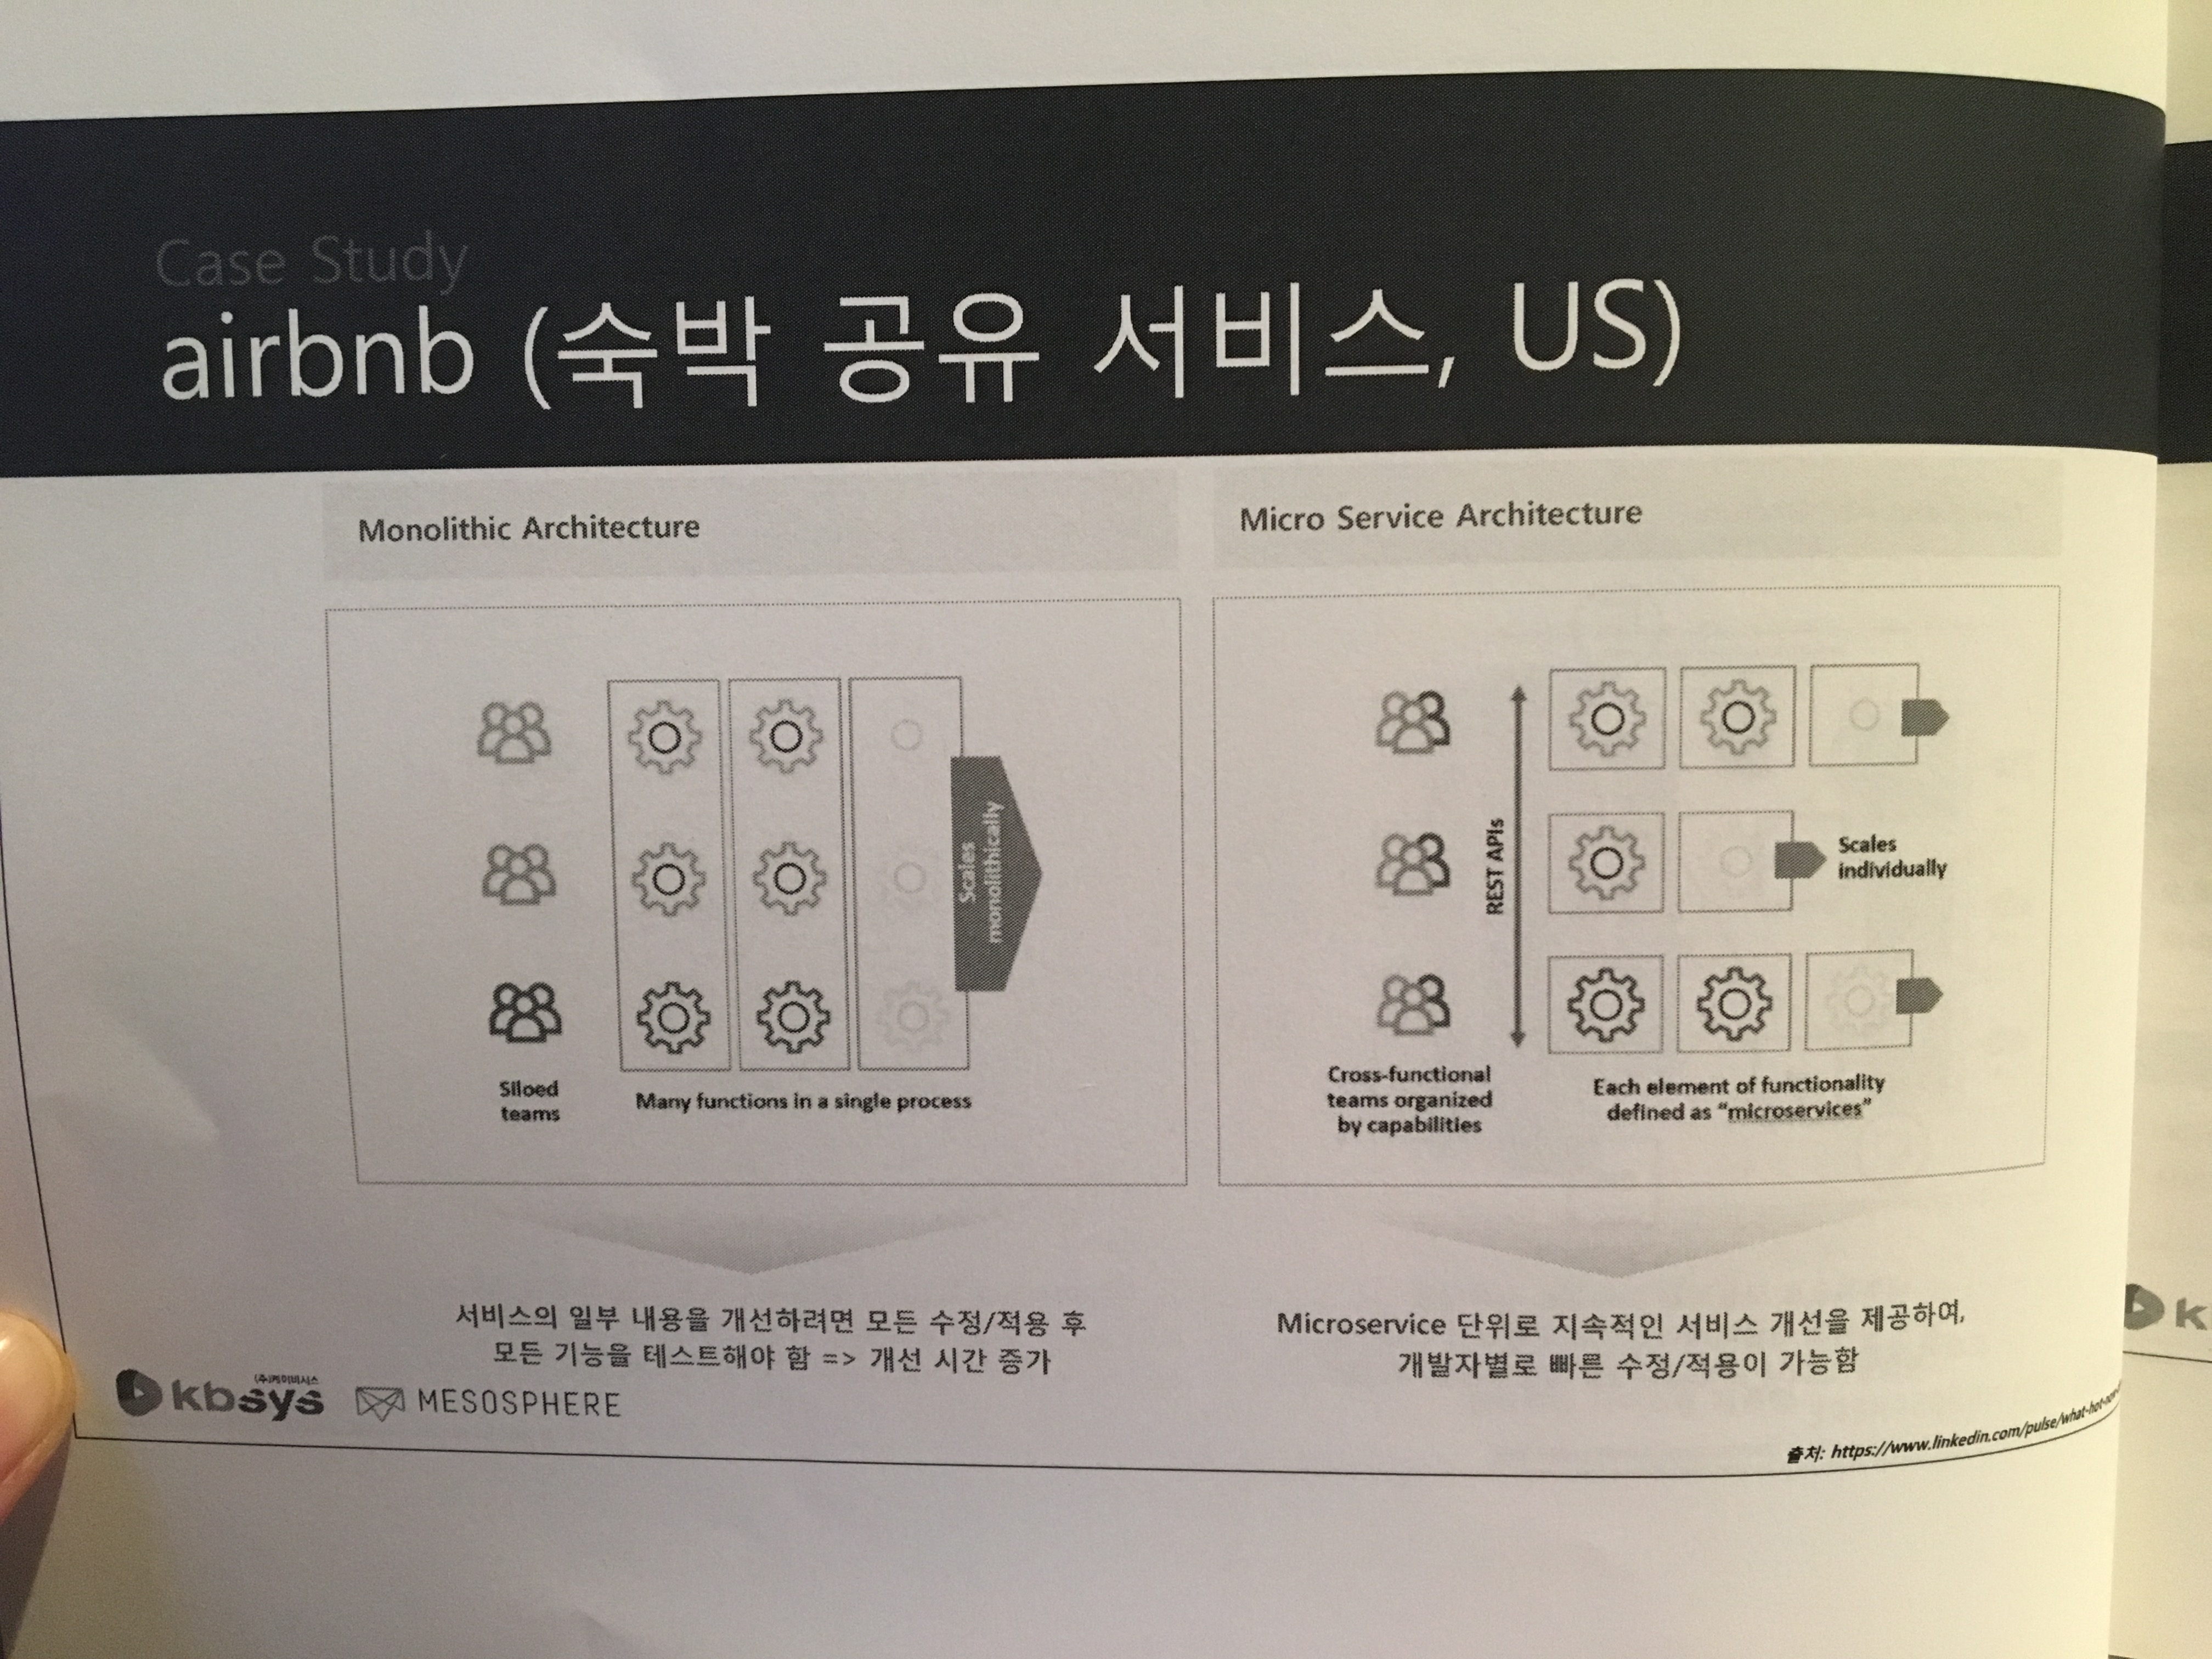 Case Study
airbnb (숙박 공유 서비스, US)
Monolithic Architecture
Scales
monolithically
Siloed
teams
Many functions in a single process
서비스의 일부 내용을 개선하려면 모든 수정/적용 후
모든 기능을 테스트해야 함 => 개선 시간 증가
Micro Service Architecture
REST APIs
Scales
individually
Cross-functional
teams organized
by capabilities
Each element of functionality
defined as “microservices”
Microservice 단위로 지속적인 서비스 개선을 제공하여,
개발자별로 빠른 수정/적용이 가능함
(주)케이비시스
kbsys
MESOSPHERE
출처: https://www.linkedin.com/pulse/what-hot-
k